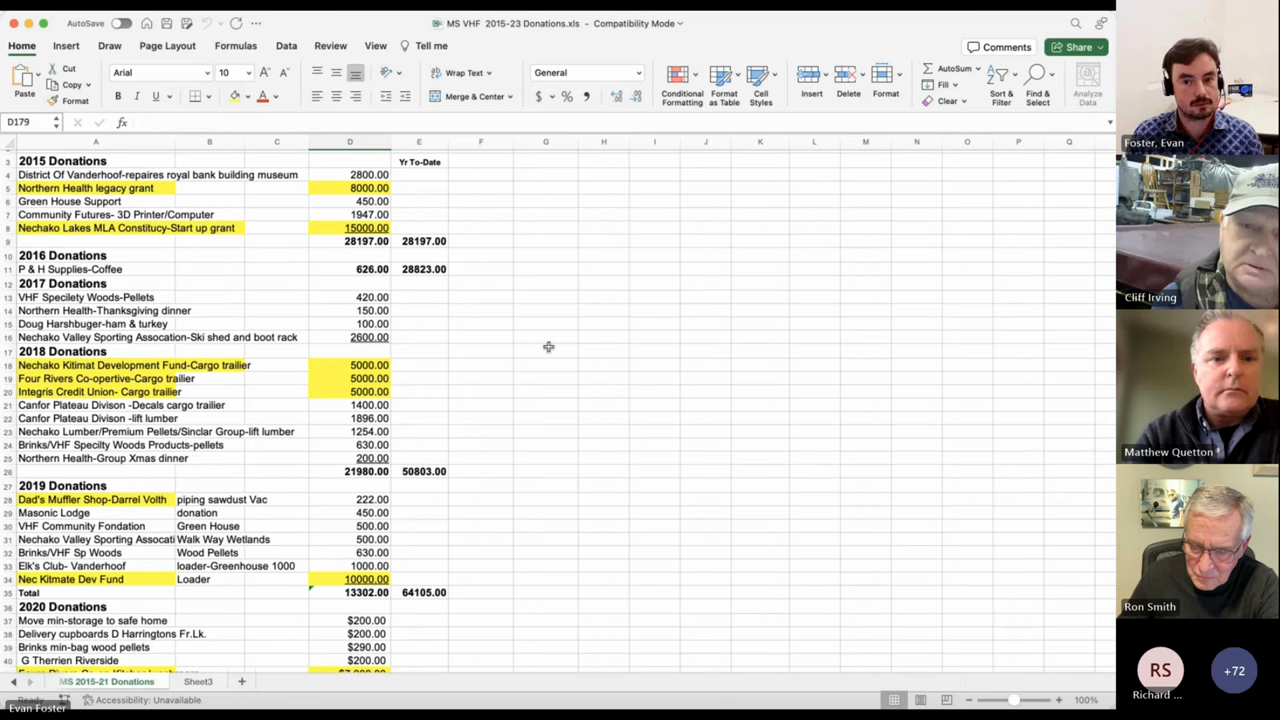 AutoSave
MS VHF 2015-23 Donations.xls - Compatibility Mode
Home Insert Draw Page Layout Formulas Data Review View Tell me
Comments Share
Paste Cut Copy Format
Arial 10
B I U
Wrap Text
Merge & Center
General
$ % ,
Conditional Formatting
Format as Table
Cell Styles
Insert Delete Format
AutoSum
Fill
Clear
Sort & Filter
Find & Select
Analyze Data
D179 fx
A B C D E F G H I J K L M N O P Q
3 2015 Donations Yr To-Date
4 District Of Vanderhoof-repaires royal bank building museum 2800.00
5 Northern Health legacy grant 8000.00
6 Green House Support 450.00
7 Community Futures- 3D Printer/Computer 1947.00
8 Nechako Lakes MLA Constitucy-Start up grant 15000.00
9 28197.00 28197.00
10 2016 Donations
11 P & H Supplies-Coffee 626.00 28823.00
12 2017 Donations
13 VHF Specilety Woods-Pellets 420.00
14 Northern Health-Thanksgiving dinner 150.00
15 Doug Harshbuger-ham & turkey 100.00
16 Nechako Valley Sporting Assocation-Ski shed and boot rack 2600.00
17 2018 Donations
18 Nechako Kitimat Development Fund-Cargo trailier 5000.00
19 Four Rivers Co-opertive-Cargo trailier 5000.00
20 Integris Credit Union- Cargo trailier 5000.00
21 Canfor Plateau Divison -Decals cargo trailier 1400.00
22 Canfor Plateau Divison -lift lumber 1896.00
23 Nechako Lumber/Premium Pellets/Sinclar Group-lift lumber 1254.00
24 Brinks/VHF Specilty Woods Products-pellets 630.00
25 Northern Health-Group Xmas dinner 200.00
26 21980.00 50803.00
27 2019 Donations
28 Dad's Muffler Shop-Darrel Volth piping sawdust Vac 222.00
29 Masonic Lodge donation 450.00
30 VHF Community Fondation Green House 500.00
31 Nechako Valley Sporting Assocati Walk Way Wetlands 500.00
32 Brinks/VHF Sp Woods Wood Pellets 630.00
33 Elk's Club- Vanderhoof loader-Greenhouse 1000 1000.00
34 Nec Kitmate Dev Fund Loader 10000.00
35 Total 13302.00 64105.00
36 2020 Donations
37 Move min-storage to safe home $200.00
38 Delivery cupboards D Harringtons Fr.Lk. $200.00
39 Brinks min-bag wood pellets $290.00
40 G Therrien Riverside $200.00
MS 2015-21 Donations Sheet3 +
Ready Accessibility: Unavailable 100%
Evan Foster
Foster, Evan
Cliff Irving
Matthew Quetton
Ron Smith
RS
Richard ...
+72